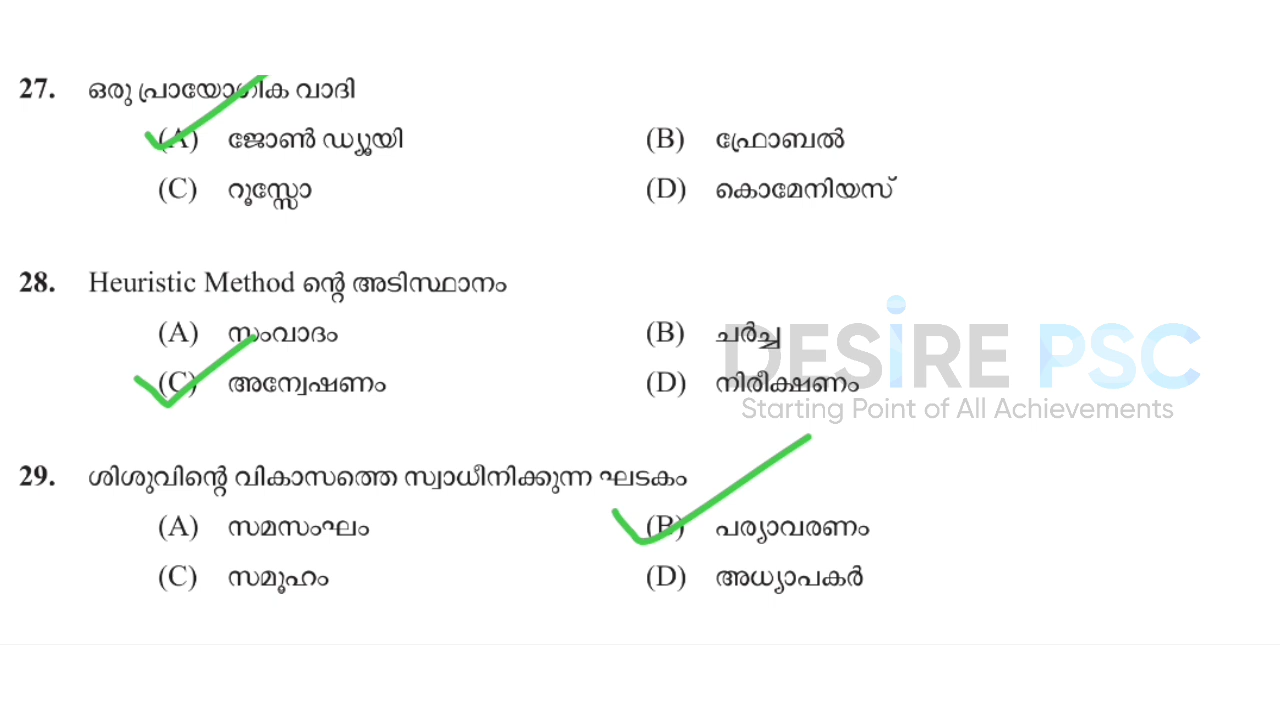 27. ഒരു പ്രായോഗിക വാദി
(A) ജോൺ ഡ്യൂയി (B) ഫ്രോബൽ
(C) റൂസ്സോ (D) കൊമേനിയസ്
28. Heuristic Method ന്റെ അടിസ്ഥാനം
(A) സംവാദം (B) ചർച്ച
(C) അന്വേഷണം (D) നിരീക്ഷണം
DESIRE PSC
Starting Point of All Achievements
29. ശിശുവിന്റെ വികാസത്തെ സ്വാധീനിക്കുന്ന ഘടകം
(A) സമസംഘം (B) പര്യാവരണം
(C) സമൂഹം (D) അധ്യാപകർ